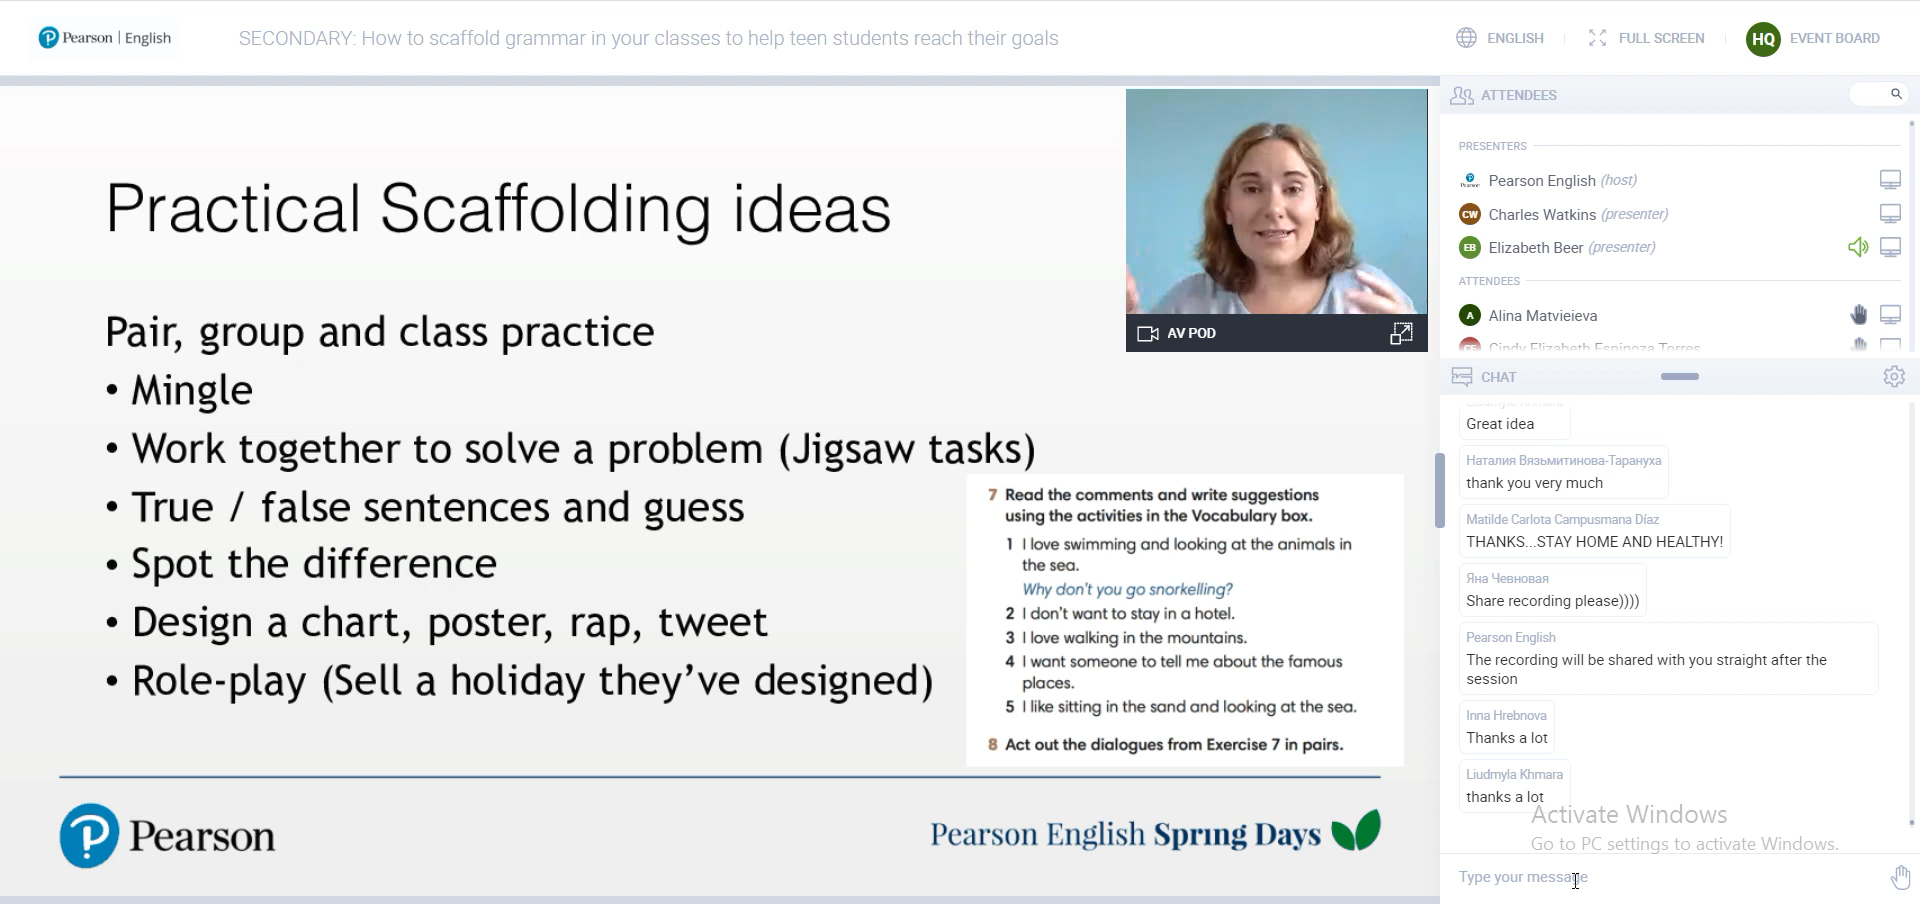 Pearson | English
SECONDARY: How to scaffold grammar in your classes to help teen students reach their goals
ENGLISH
FULL SCREEN
HQ
EVENT BOARD
Practical Scaffolding ideas
Pair, group and class practice
• Mingle
• Work together to solve a problem (Jigsaw tasks)
• True / false sentences and guess
• Spot the difference
• Design a chart, poster, rap, tweet
• Role-play (Sell a holiday they've designed)
AV POD
7 Read the comments and write suggestions
using the activities in the Vocabulary box.
1 I love swimming and looking at the animals in
the sea.
Why don't you go snorkelling?
2 I don't want to stay in a hotel.
3 I love walking in the mountains.
4 I want someone to tell me about the famous
places.
5 I like sitting in the sand and looking at the sea.
8 Act out the dialogues from Exercise 7 in pairs.
Pearson
Pearson English Spring Days
ATTENDEES
PRESENTERS
Pearson
Pearson English (host)
CW Charles Watkins (presenter)
EB Elizabeth Beer (presenter)
ATTENDEES
A Alina Matvieieva
CE Cindy Elizabeth Espinoza Torres
CHAT
Great idea
Наталия Вязьмитинова-Тарануха
thank you very much
Matilde Carlota Campusmana Díaz
THANKS...STAY HOME AND HEALTHY!
Яна Чевновая
Share recording please))))
Pearson English
The recording will be shared with you straight after the
session
Inna Hrebnova
Thanks a lot
Liudmyla Khmara
thanks a lot
Activate Windows
Go to PC settings to activate Windows.
Type your message